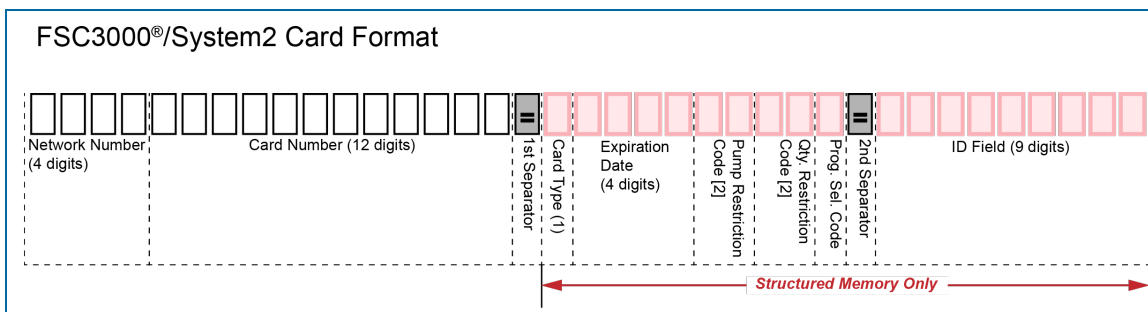 FSC3000®/System2 Card Format
=
=
Network Number
(4 digits)
Card Number (12 digits)
1st Separator
Card Type (1)
Expiration
Date
(4 digits)
Pump Restriction
Code [2]
Qty. Restriction
Code [2]
Prog. Sel. Code
2nd Separator
ID Field (9 digits)
Structured Memory Only